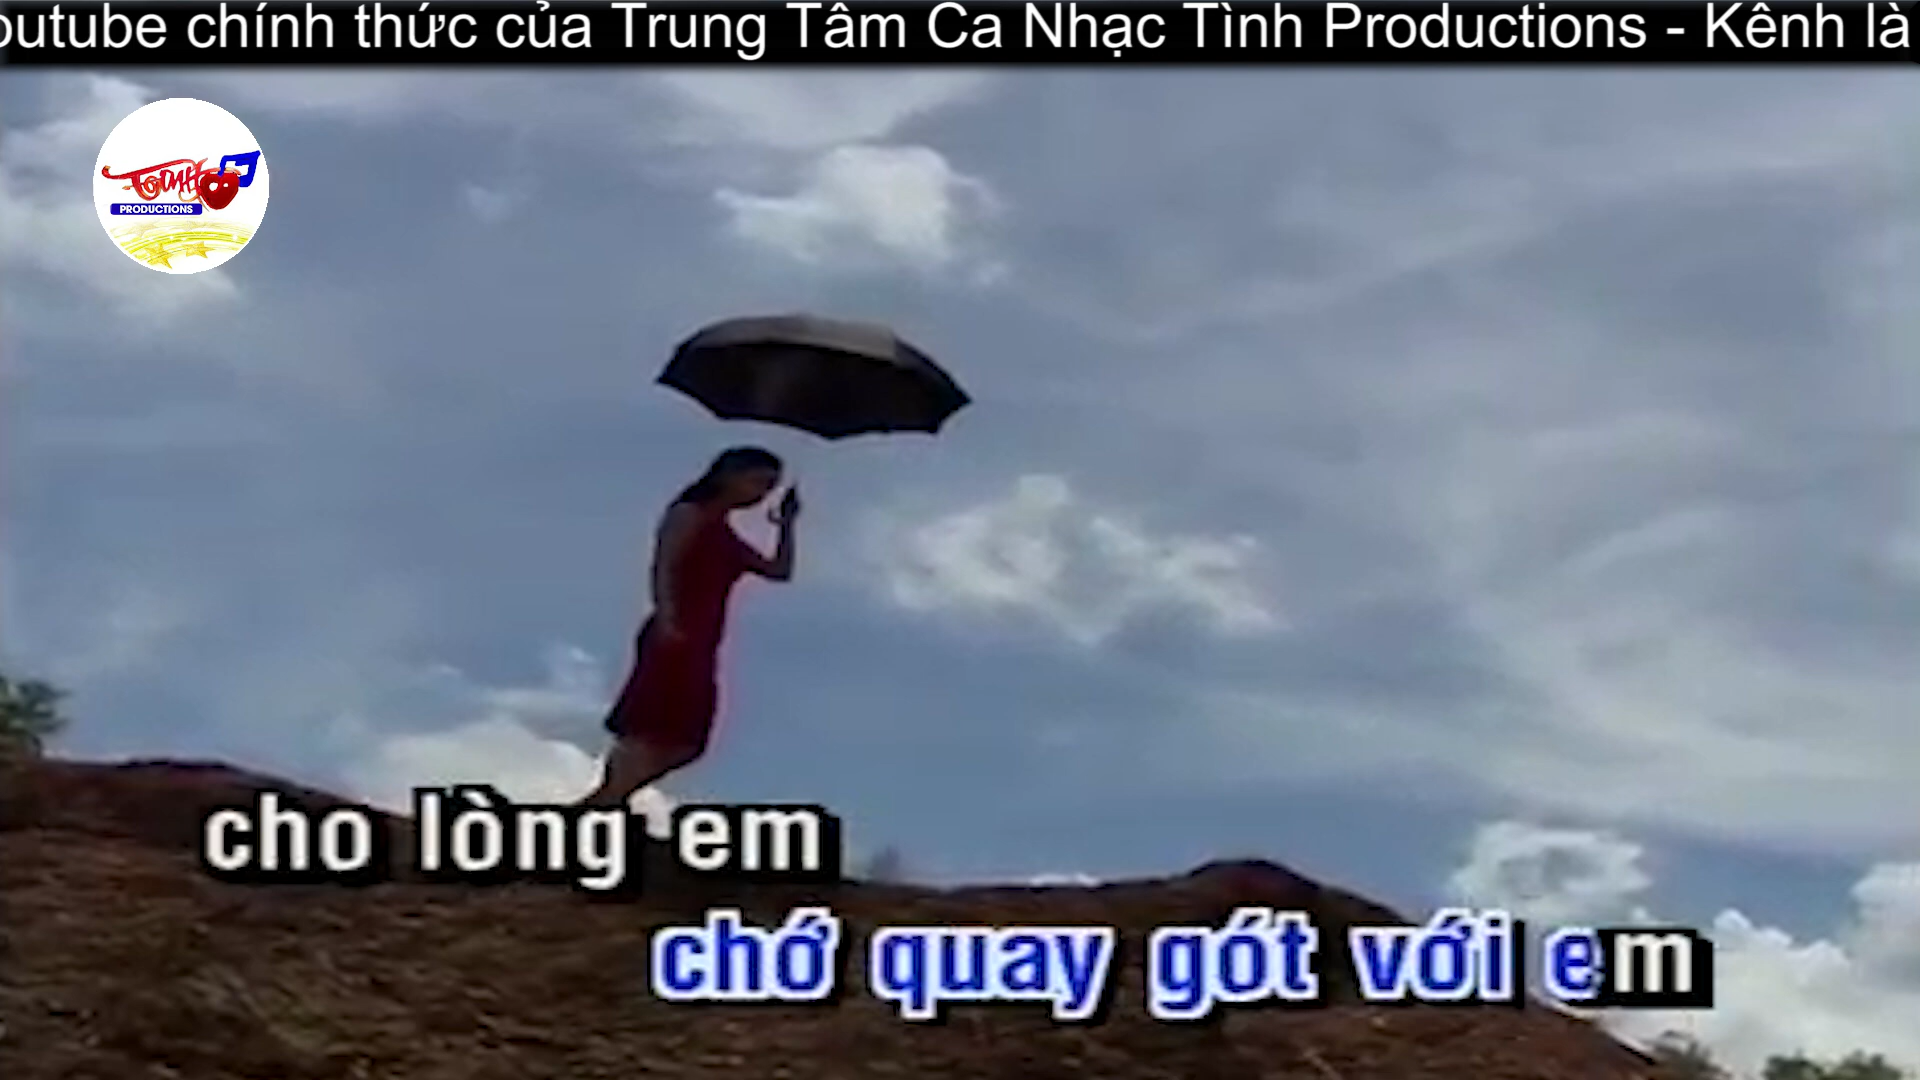 outube chính thức của Trung Tâm Ca Nhạc Tình Productions - Kênh là
PRODUCTIONS
cho lòng em
chớ quay gót với em